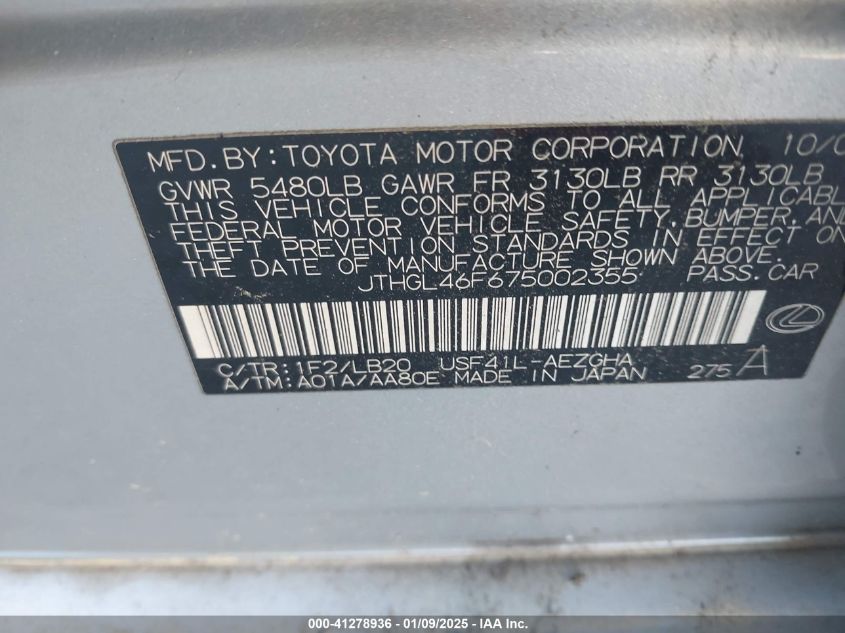 MFD. BY: TOYOTA MOTOR CORPORATION 10/0
GVWR 5480LB GAWR FR 3130LB RR 3130LB
THIS VEHICLE CONFORMS TO ALL APPLICABLE
FEDERAL MOTOR VEHICLE SAFETY, BUMPER, AND
THEFT PREVENTION STANDARDS IN EFFECT ON
THE DATE OF MANUFACTURE SHOWN ABOVE.
JTHGL46F675002355 PASS. CAR
C/TR: 1F2/LB20 USF41L-AEZGHA
A/TM: A01A/AA80E MADE IN JAPAN 275 A
000-41278936 - 01/09/2025 - IAA Inc.